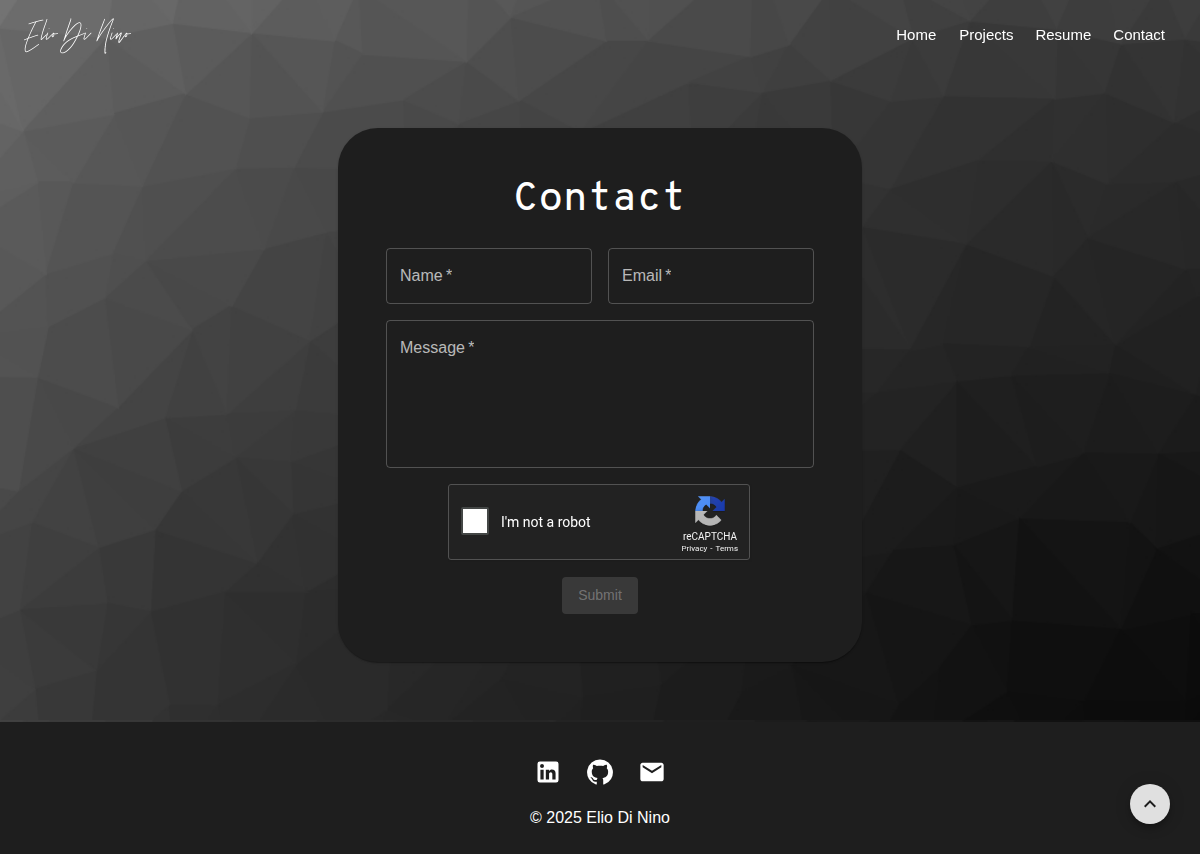 Elio Di Nino
Home Projects Resume Contact
Contact
Name *
Email *
Message *
I'm not a robot
reCAPTCHA
Privacy - Terms
Submit
in
© 2025 Elio Di Nino